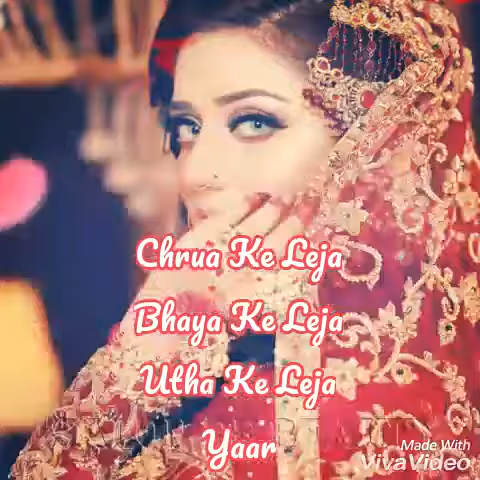 Chrua Ke Leja
Bhaya Ke Leja
Utha Ke Leja
Yaar
Made With
VivaVideo